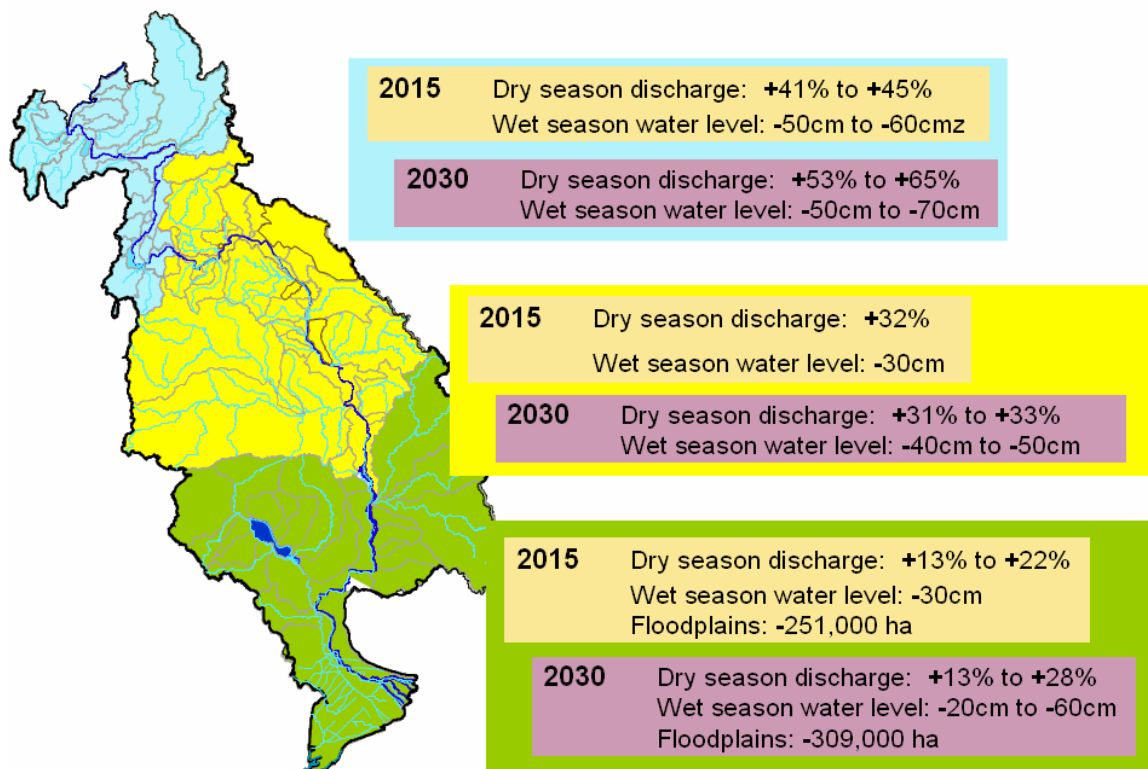 2015 Dry season discharge: +41% to +45%
Wet season water level: -50cm to -60cmz
2030 Dry season discharge: +53% to +65%
Wet season water level: -50cm to -70cm
2015 Dry season discharge: +32%
Wet season water level: -30cm
2030 Dry season discharge: +31% to +33%
Wet season water level: -40cm to -50cm
2015 Dry season discharge: +13% to +22%
Wet season water level: -30cm
Floodplains: -251,000 ha
2030 Dry season discharge: +13% to +28%
Wet season water level: -20cm to -60cm
Floodplains: -309,000 ha